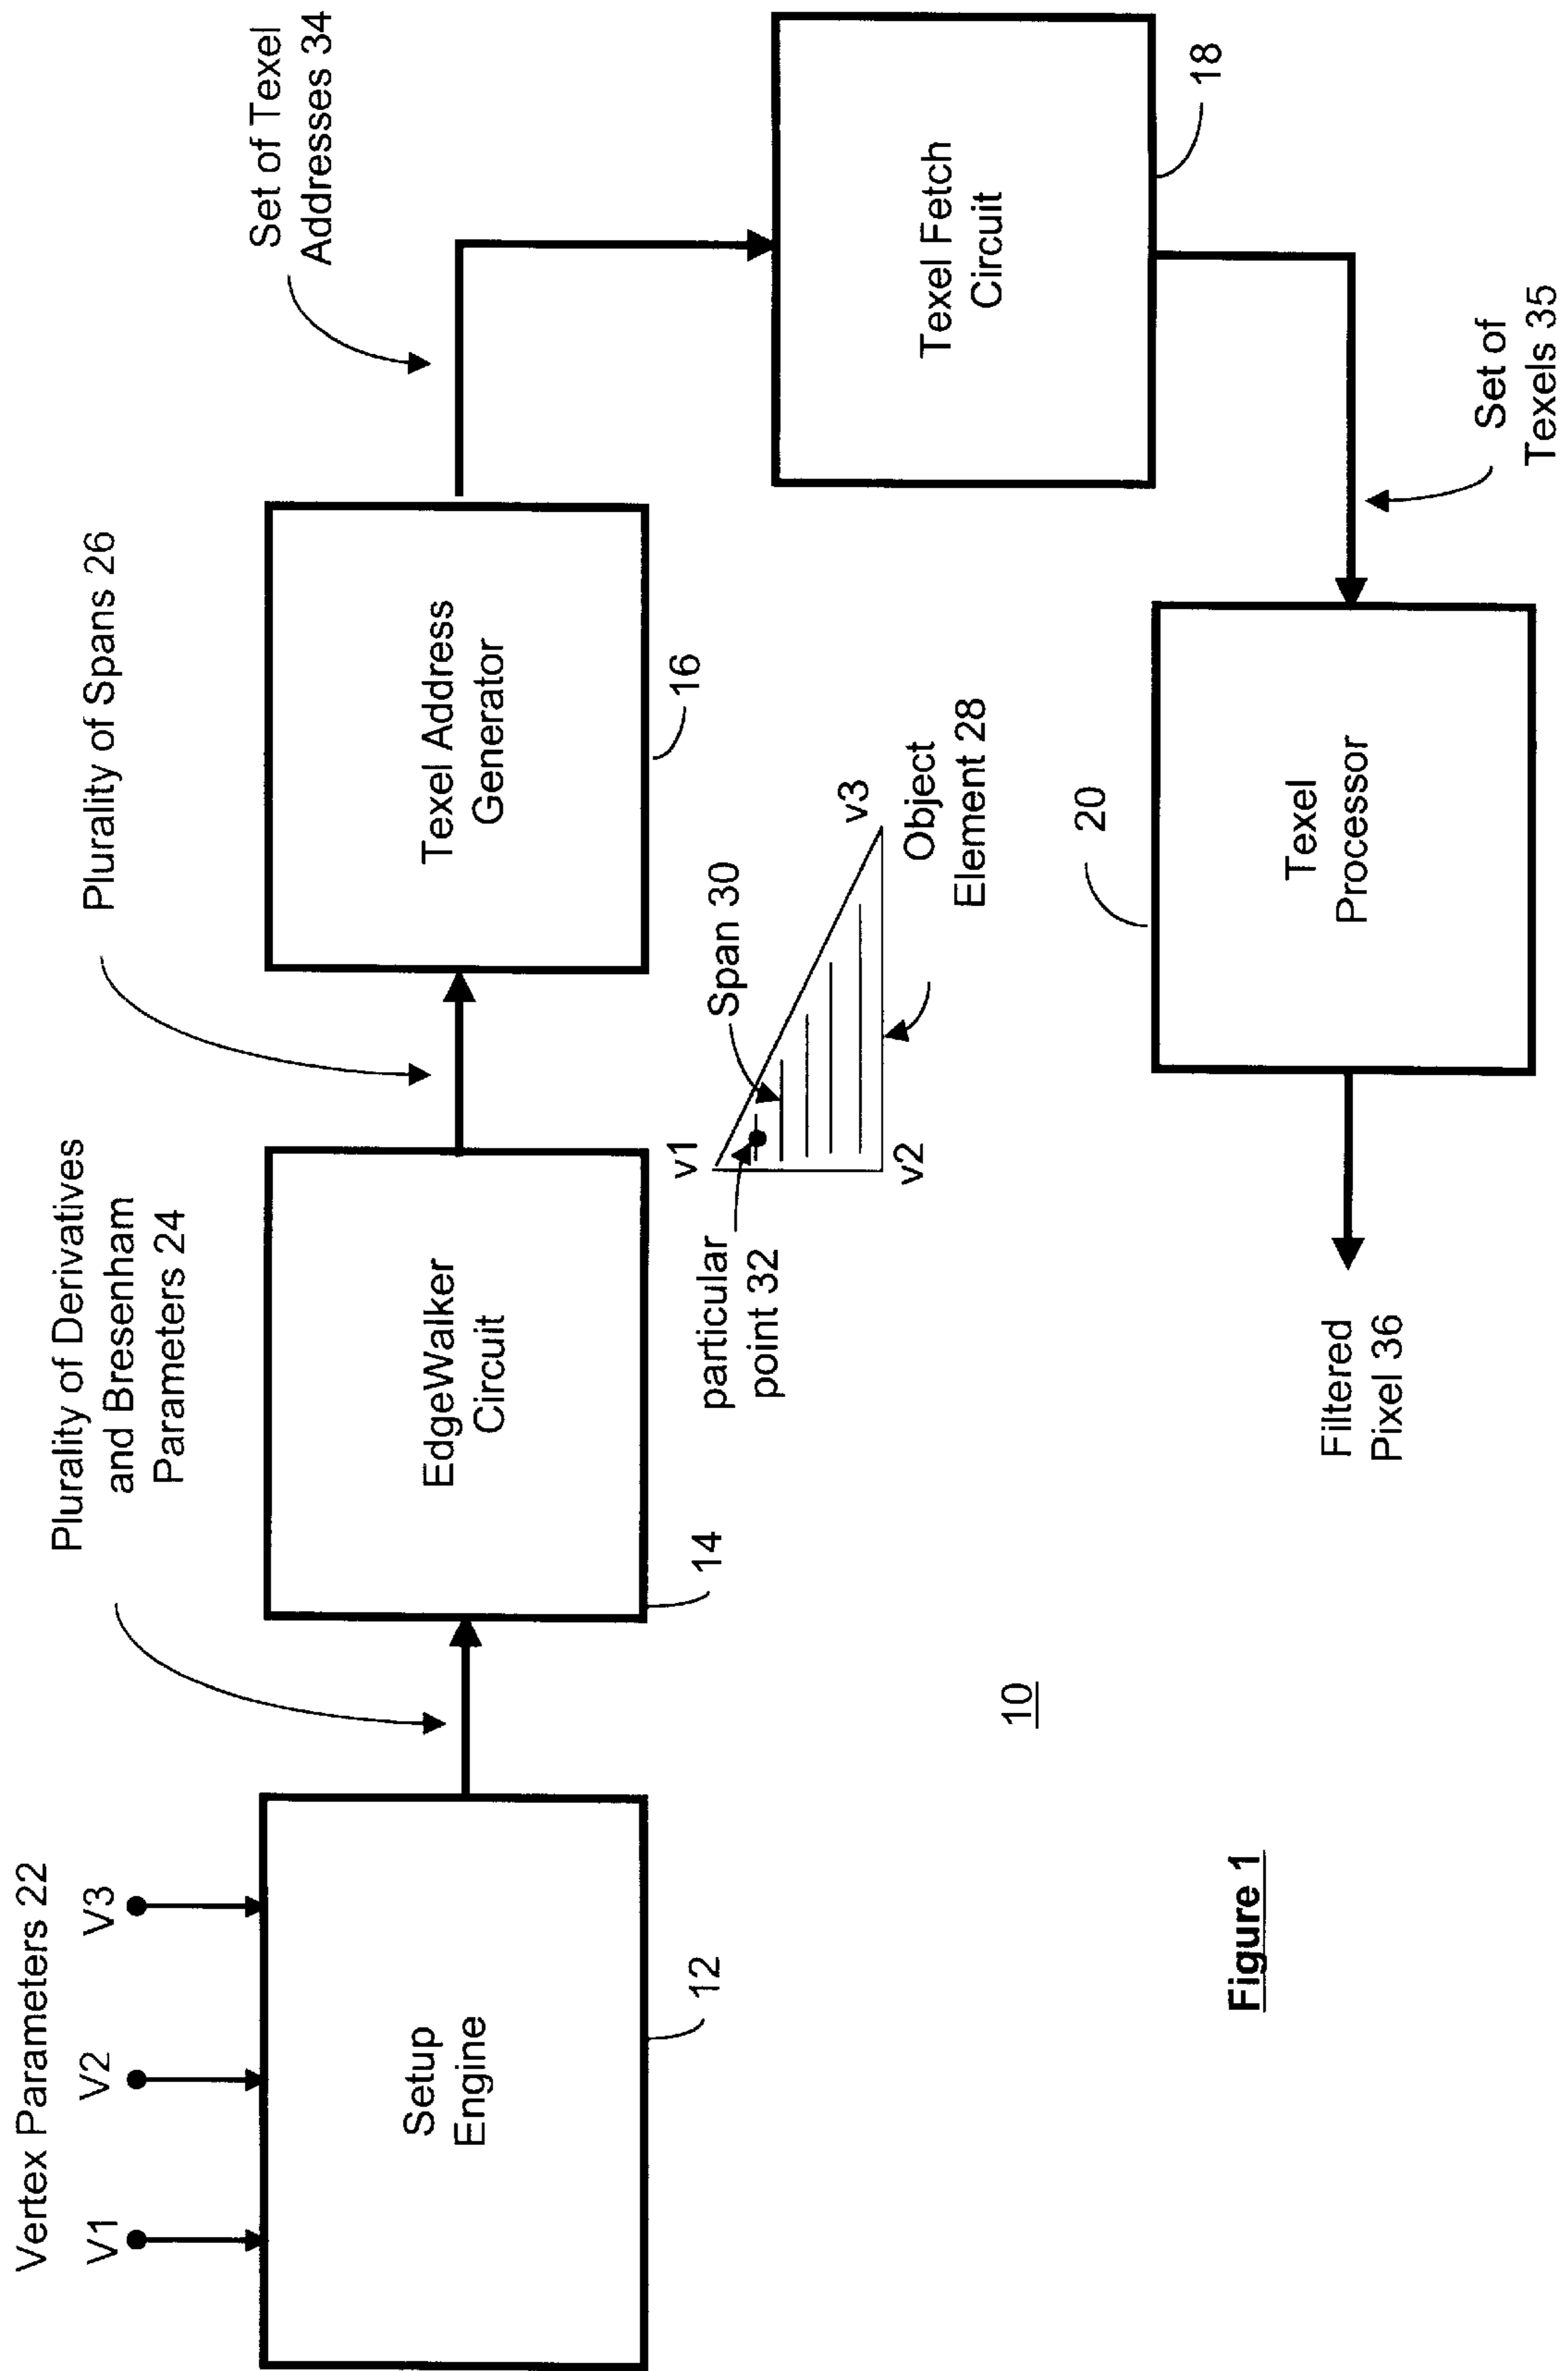 Vertex Parameters 22
V1
V2
V3
Setup
Engine
12
Plurality of Derivatives
and Bresenham
Parameters 24
EdgeWalker
Circuit
14
Plurality of Spans 26
Texel Address
Generator
16
Set of Texel
Addresses 34
Texel Fetch
Circuit
18
particular
point 32
v1
v2
v3
Span 30
Object
Element 28
Set of
Texels 35
Texel
Processor
20
Filtered
Pixel 36
10
Figure 1